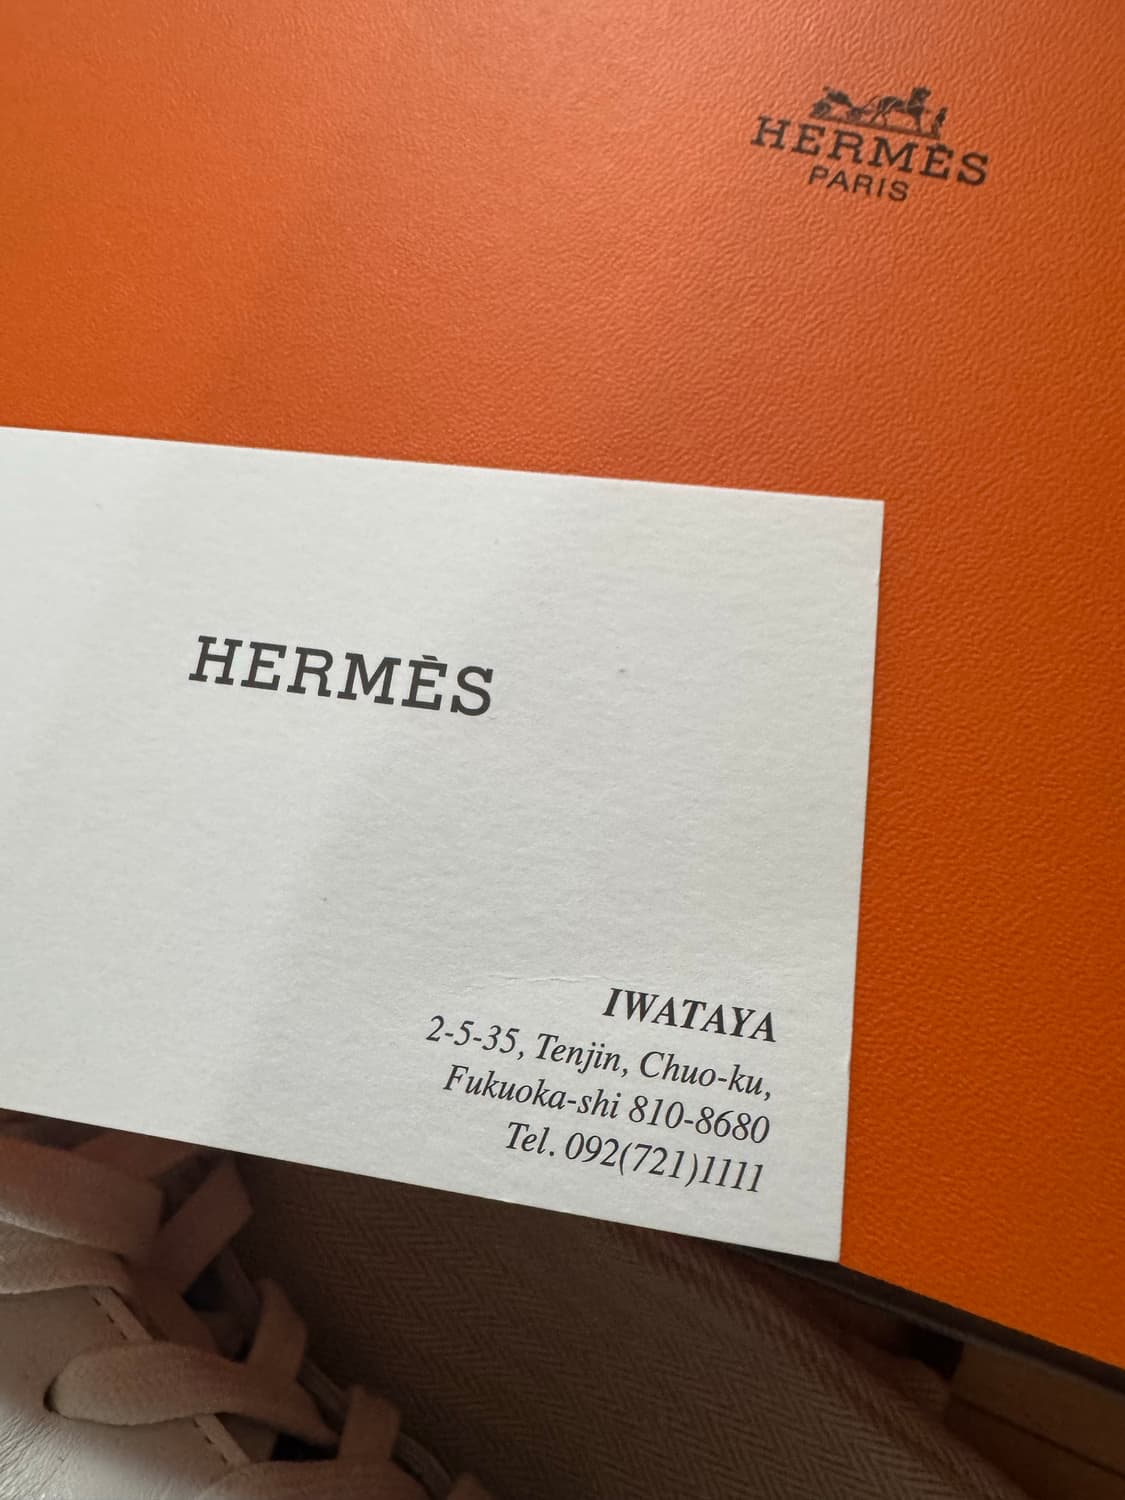 HERMÈS
PARIS
HERMÈS
IWATAYA
2-5-35, Tenjin, Chuo-ku,
Fukuoka-shi 810-8680
Tel. 092(721)1111